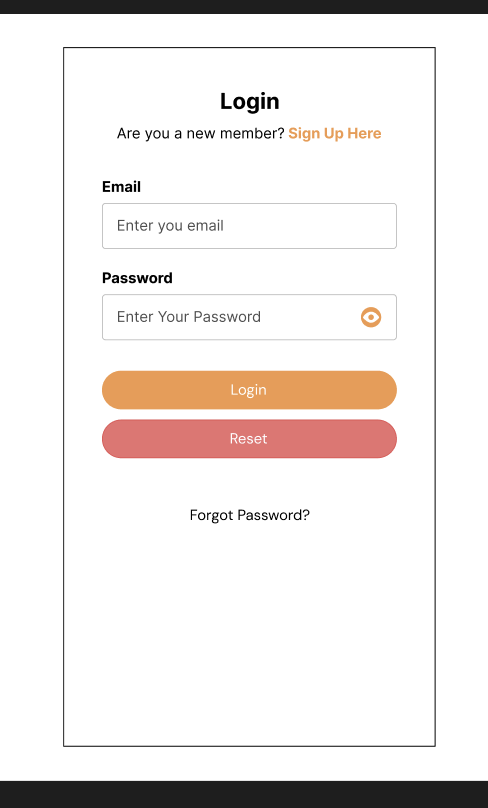 Login
Are you a new member? Sign Up Here
Email
Enter you email
Password
Enter Your Password
Login
Reset
Forgot Password?